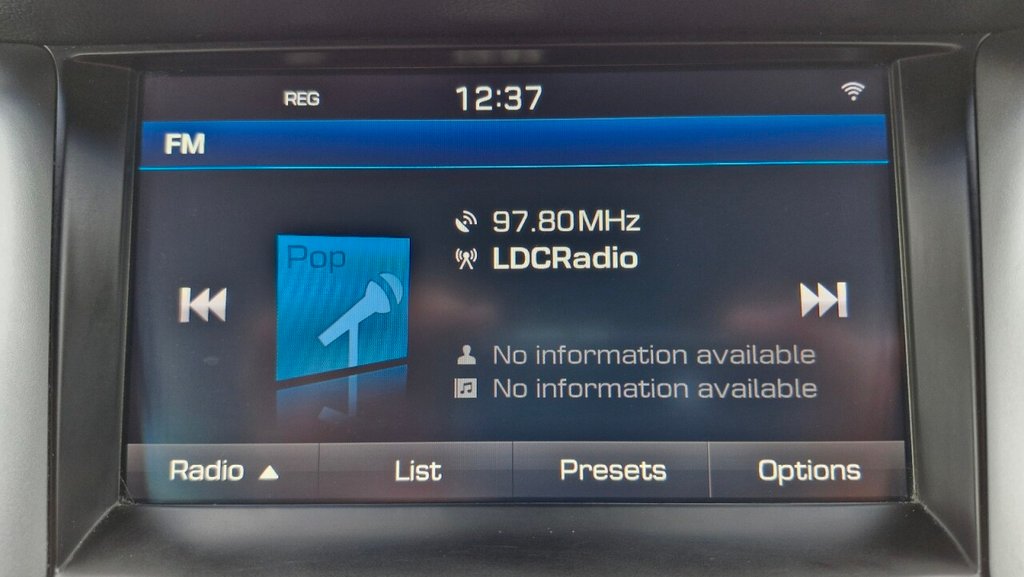 REG 12:37
FM
97.80MHz
Pop
LDCRadio
No information available
No information available
Radio List Presets Options